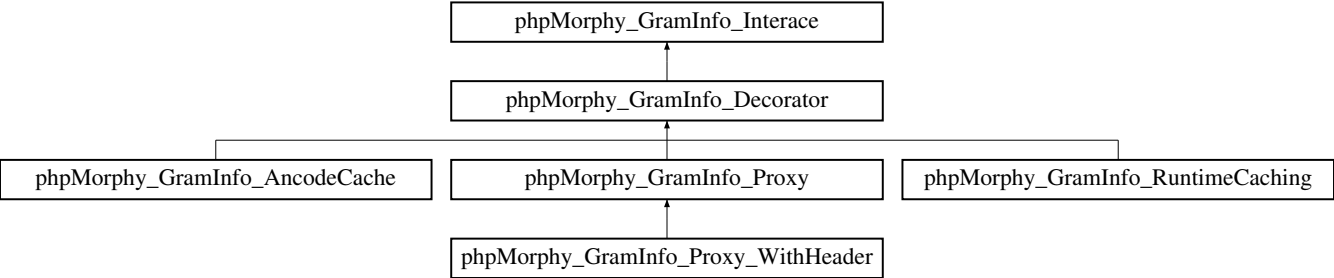 phpMorphy_GramInfo_Interace
phpMorphy_GramInfo_Decorator
phpMorphy_GramInfo_AncodeCache
phpMorphy_GramInfo_Proxy
phpMorphy_GramInfo_RuntimeCaching
phpMorphy_GramInfo_Proxy_WithHeader